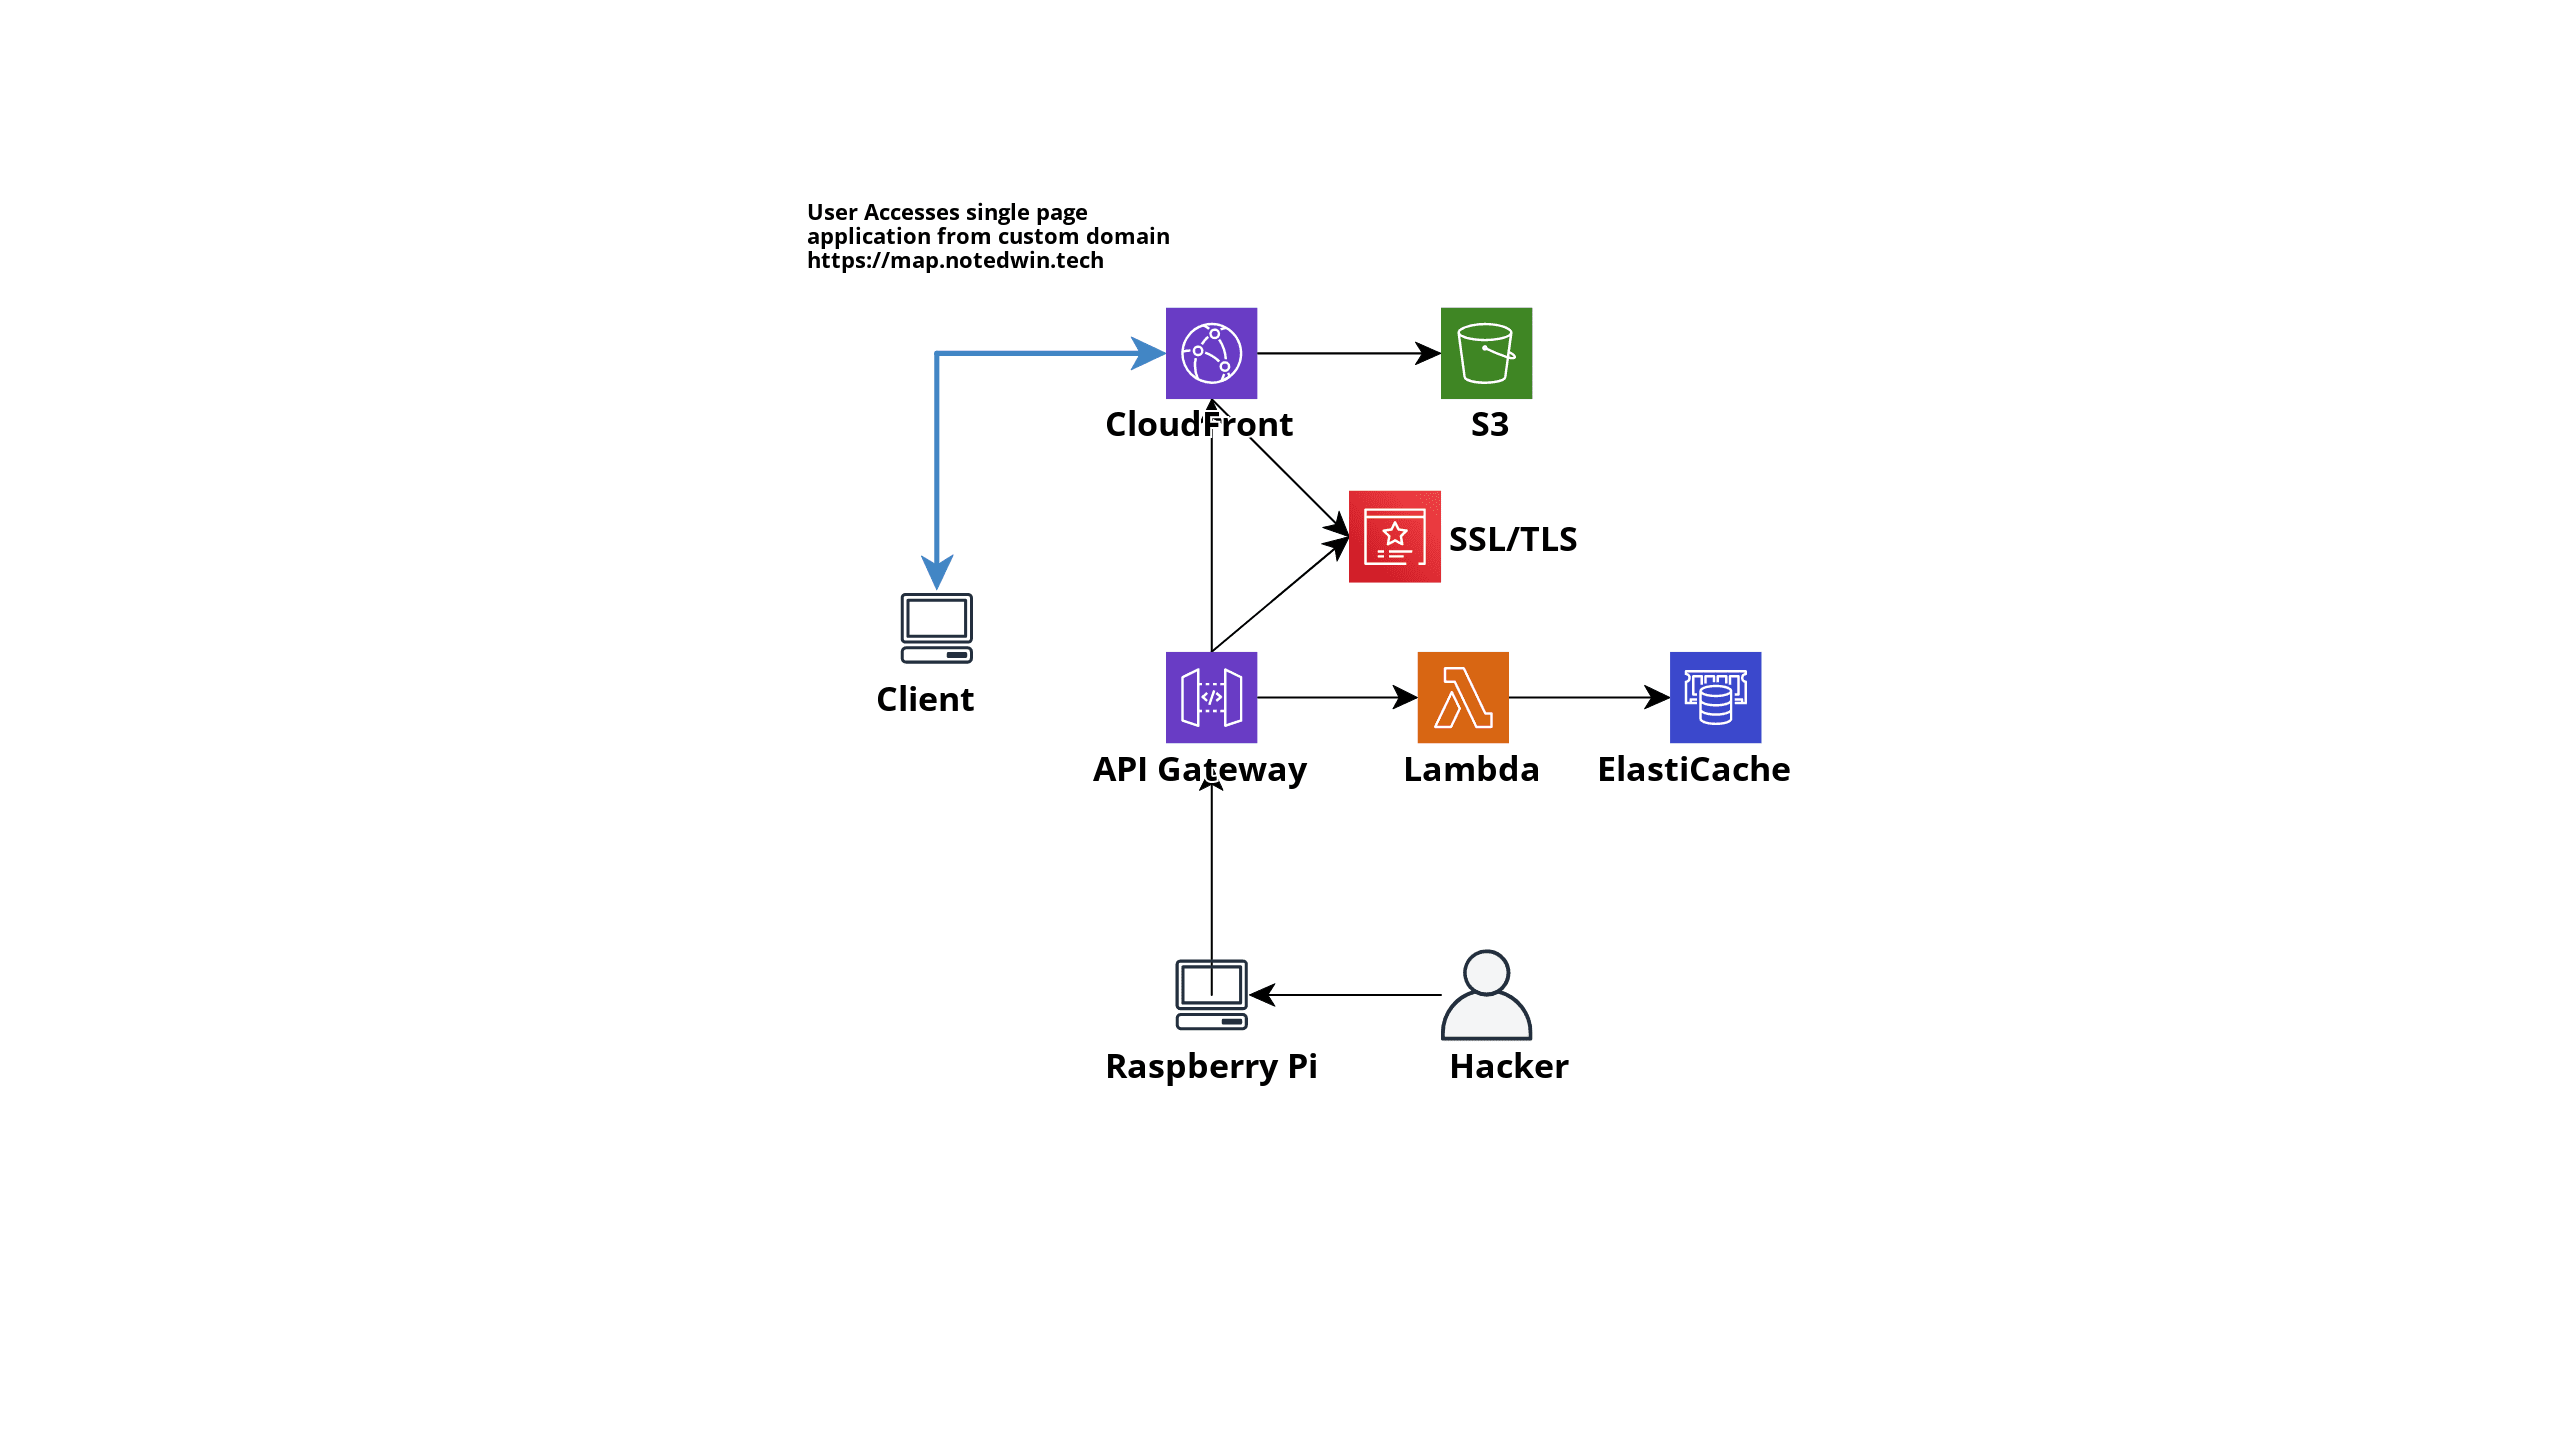 User Accesses single page
application from custom domain
https://map.notedwin.tech
CloudFront
S3
SSL/TLS
Client
API Gateway
Lambda
ElastiCache
Raspberry Pi
Hacker